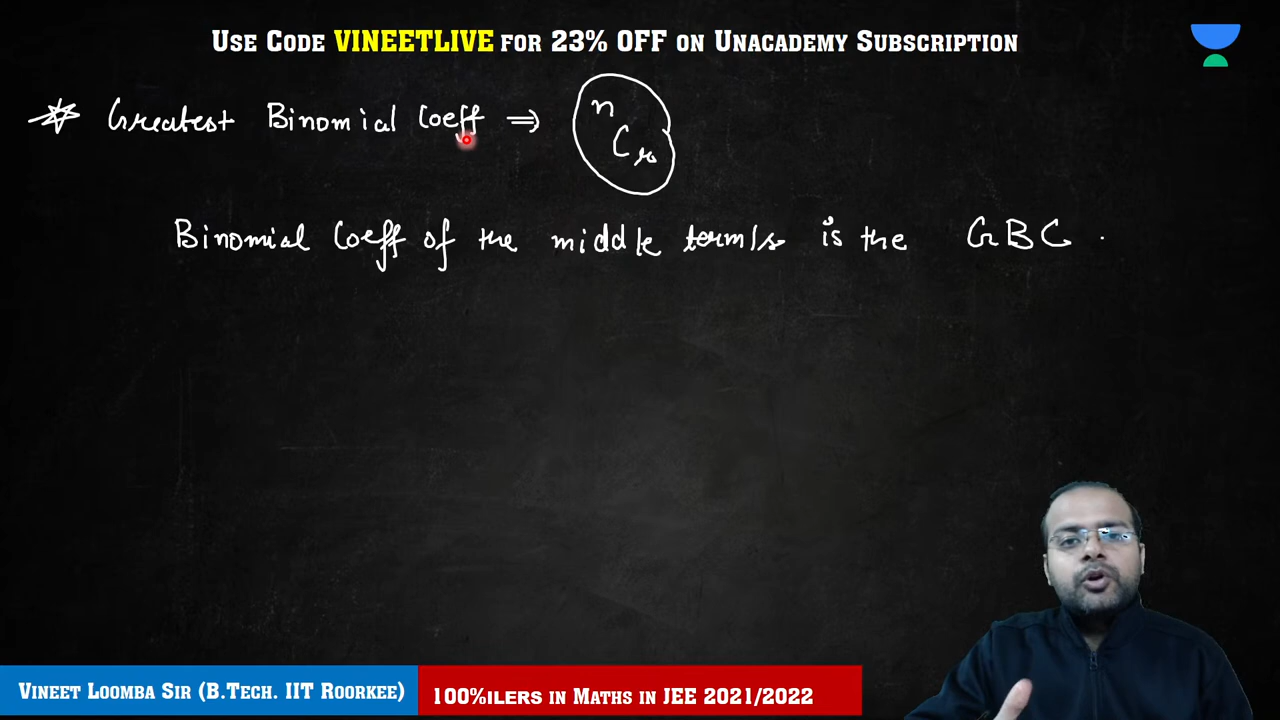 USE CODE VINEETLIVE FOR 23% OFF ON UNACADEMY SUBSCRIPTION
Greatest Binomial Coeff ⇒ nCr
Binomial Coeff of the middle term/s is the GBC.
VINEET LOOMBA SIR (B.TECH. IIT ROORKEE)
100%ILERS IN MATHS IN JEE 2021/2022